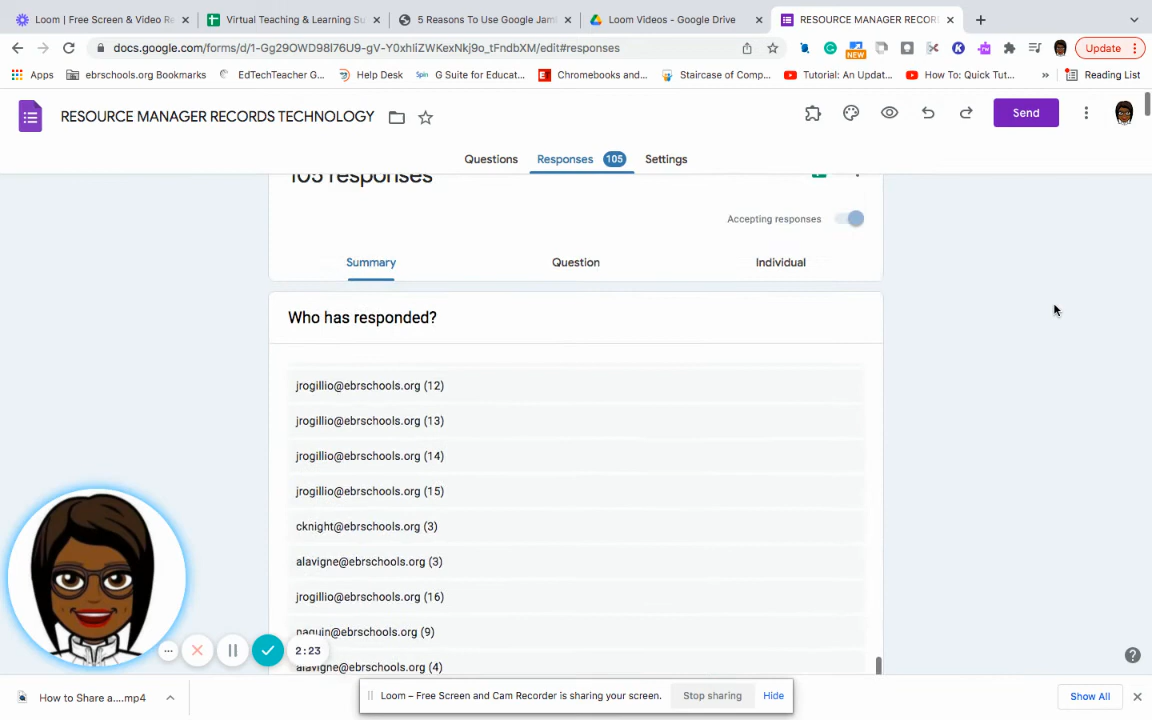 Loom | Free Screen & Video Re
Virtual Teaching & Learning Su
5 Reasons To Use Google Jam
Loom Videos - Google Drive
RESOURCE MANAGER RECOR
docs.google.com/forms/d/1-Gg29OWD98l76U9-gV-Y0xhliZWKexNkj9o_tFndbXM/edit#responses
NEW
Update
Apps
ebrschools.org Bookmarks
EdTechTeacher G...
Help Desk
G Suite for Educat...
Chromebooks and...
Staircase of Comp...
Tutorial: An Updat...
How To: Quick Tut...
»
Reading List
RESOURCE MANAGER RECORDS TECHNOLOGY
Send
Questions
Responses
105
Settings
105 responses
Accepting responses
Summary
Question
Individual
Who has responded?
jrogillio@ebrschools.org (12)
jrogillio@ebrschools.org (13)
jrogillio@ebrschools.org (14)
jrogillio@ebrschools.org (15)
cknight@ebrschools.org (3)
alavigne@ebrschools.org (3)
jrogillio@ebrschools.org (16)
naquin@ebrschools.org (9)
alavigne@ebrschools.org (4)
2:23
How to Share a....mp4
Loom – Free Screen and Cam Recorder is sharing your screen.
Stop sharing
Hide
Show All